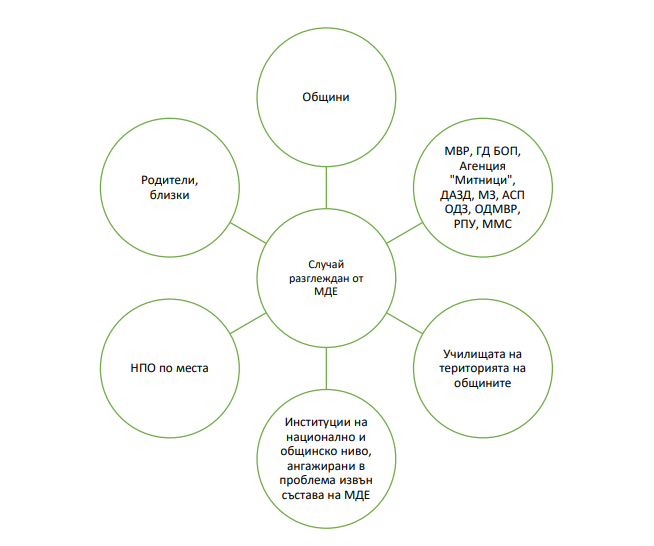 Общини
МВР, ГД БОП,
Агенция
"Митници",
ДАЗД, МЗ, АСП
ОДЗ, ОДМВР,
РПУ, ММС
Родители,
близки
Случай
разглеждан от
МДЕ
НПО по места
Училищата на
територията на
общините
Институции на
национално и
общинско ниво,
ангажирани в
проблема извън
състава на МДЕ